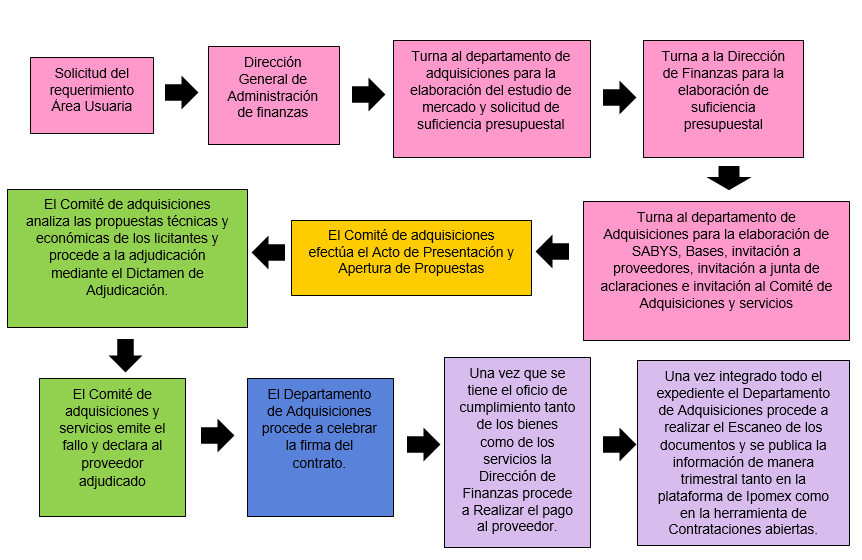 Solicitud del
requerimiento
Área Usuaria
Dirección
General de
Administración
de finanzas
Turna al departamento de
adquisiciones para la
elaboración del estudio de
mercado y solicitud de
suficiencia presupuestal
Turna a la Dirección
de Finanzas para la
elaboración de
suficiencia
presupuestal
Turna al departamento de
Adquisiciones para la elaboración de
SABYS, Bases, invitación a
proveedores, invitación a junta de
aclaraciones e invitación al Comité de
Adquisiciones y servicios
El Comité de adquisiciones
efectúa el Acto de Presentación y
Apertura de Propuestas
El Comité de adquisiciones
analiza las propuestas técnicas y
económicas de los licitantes y
procede a la adjudicación
mediante el Dictamen de
Adjudicación.
El Comité de
adquisiciones y
servicios emite el
fallo y declara al
proveedor
adjudicado
El Departamento
de Adquisiciones
procede a celebrar
la firma del
contrato.
Una vez que se
tiene el oficio de
cumplimiento tanto
de los bienes
como de los
servicios la
Dirección de
Finanzas procede
a Realizar el pago
al proveedor.
Una vez integrado todo el
expediente el Departamento
de Adquisiciones procede a
realizar el Escaneo de los
documentos y se publica la
información de manera
trimestral tanto en la
plataforma de Ipomex como
en la herramienta de
Contrataciones abiertas.